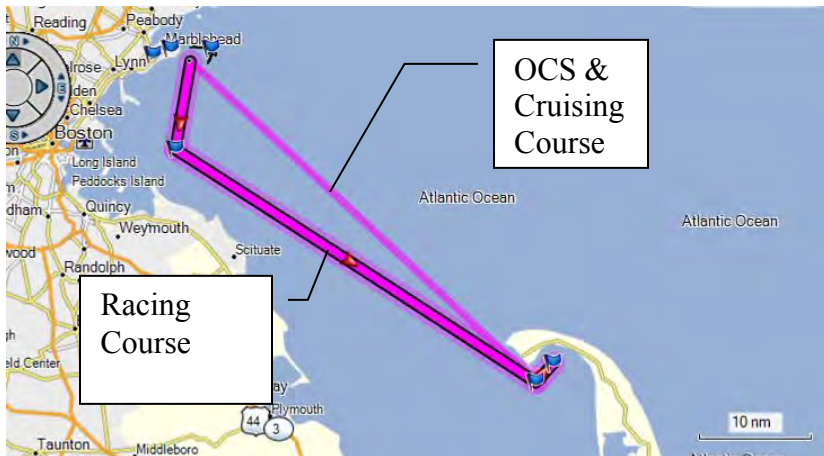 Reading
Peabody
Marblehead
Lynn
N
E
S
Chelsea
Boston
Long Island
Peddocks Island
Quincy
Weymouth
Scituate
Randolph
OCS &
Cruising
Course
Atlantic Ocean
Atlantic Ocean
Racing
Course
Plymouth
44
3
Taunton
Middleboro
10 nm